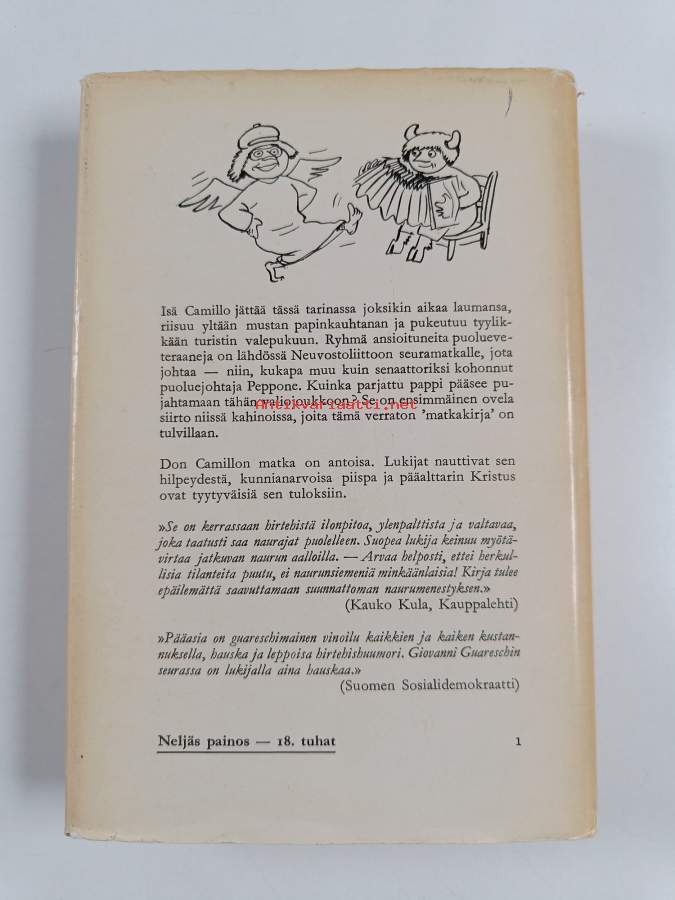 Isä Camillo jättää tässä tarinassa joksikin aikaa laumansa,
riisuu yltään mustan papinkauhtanan ja pukeutuu tyylik-
kään turistin valepukuun. Ryhmä ansioituneita puolueve-
teraaneja on lähdössä Neuvostoliittoon seuramatkalle, jota
johtaa — niin, kukapa muu kuin senaattoriksi kohonnut
puoluejohtaja Peppone. Kuinka parjattu pappi pääsee pu-
jahtamaan tähän valiojoukkoon? Se on ensimmäinen ovela
Antikvariaatti.net
siirto niissä kahinoissa, joita tämä verraton 'matkakirja' on
tulvillaan.
Don Camillon matka on antoisa. Lukijat nauttivat sen
hilpeydestä, kunnianarvoisa piispa ja pääalttarin Kristus
ovat tyytyväisiä sen tuloksiin.
»Se on kerrassaan hirtehistä ilonpitoa, ylenpalttista ja valtavaa,
joka taatusti saa naurajat puolelleen. Suopea lukija keinuu myötä-
virtaa jatkuvan naurun aalloilla. — Arvaa helposti, ettei herkul-
lisia tilanteita puutu, ei naurunsiemeniä minkäänlaisia! Kirja tulee
epäilemättä saavuttamaan suunnattoman naurumenestyksen.»
(Kauko Kula, Kauppalehti)
»Pääasia on guareschimainen vinoilu kaikkien ja kaiken kustan-
nuksella, hauska ja leppoisa hirtehishuumori. Giovanni Guareschin
seurassa on lukijalla aina hauskaa.»
(Suomen Sosialidemokraatti)
Neljäs painos — 18. tuhat 1